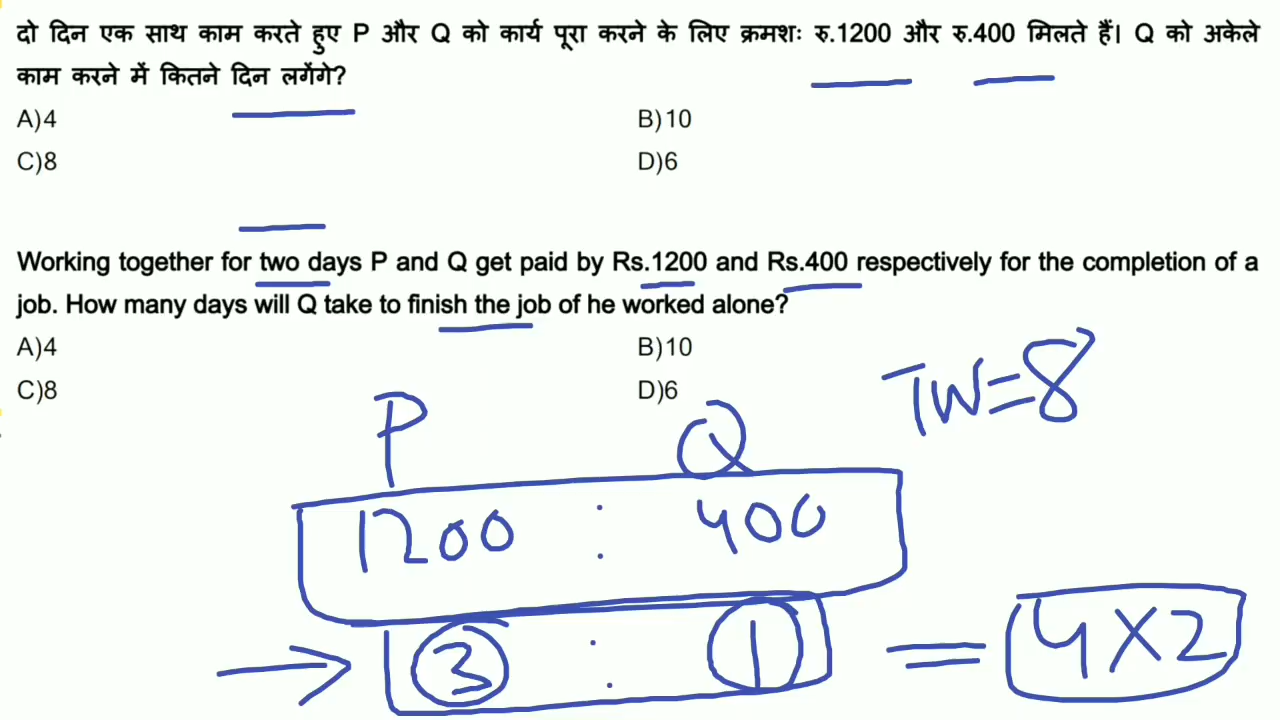 दो दिन एक साथ काम करते हुए P और Q को कार्य पूरा करने के लिए क्रमशः रु.1200 और रु.400 मिलते हैं। Q को अकेले
काम करने में कितने दिन लगेंगे?
A)4 B)10
C)8 D)6
Working together for two days P and Q get paid by Rs.1200 and Rs.400 respectively for the completion of a
job. How many days will Q take to finish the job of he worked alone?
A)4 B)10
C)8 D)6
TW=8
P Q
1200 : 400
→ 3 : 1 = 4×2